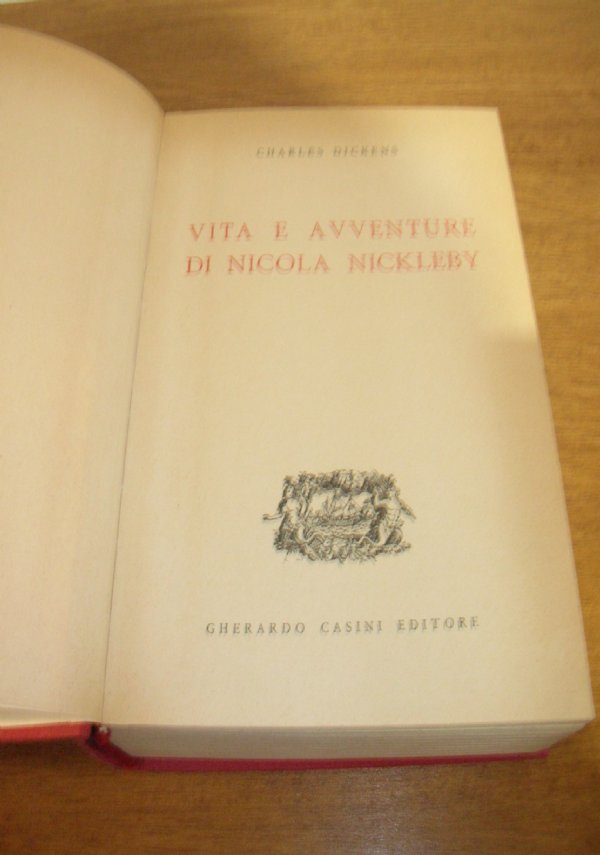 CHARLES DICKENS
VITA E AVVENTURE
DI NICOLA NICKLEBY
GHERARDO CASINI EDITORE